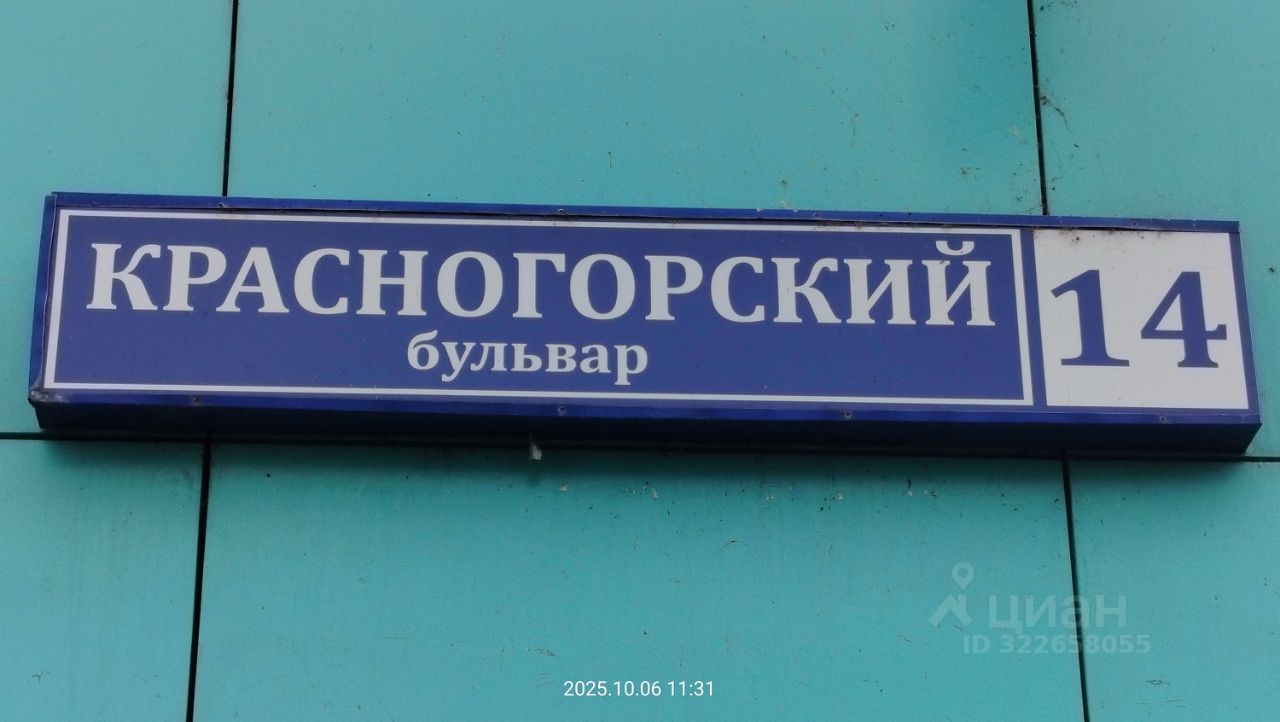 КРАСНОГОРСКИЙ
бульвар
14
циан
ID 322658055
2025.10.06 11:31